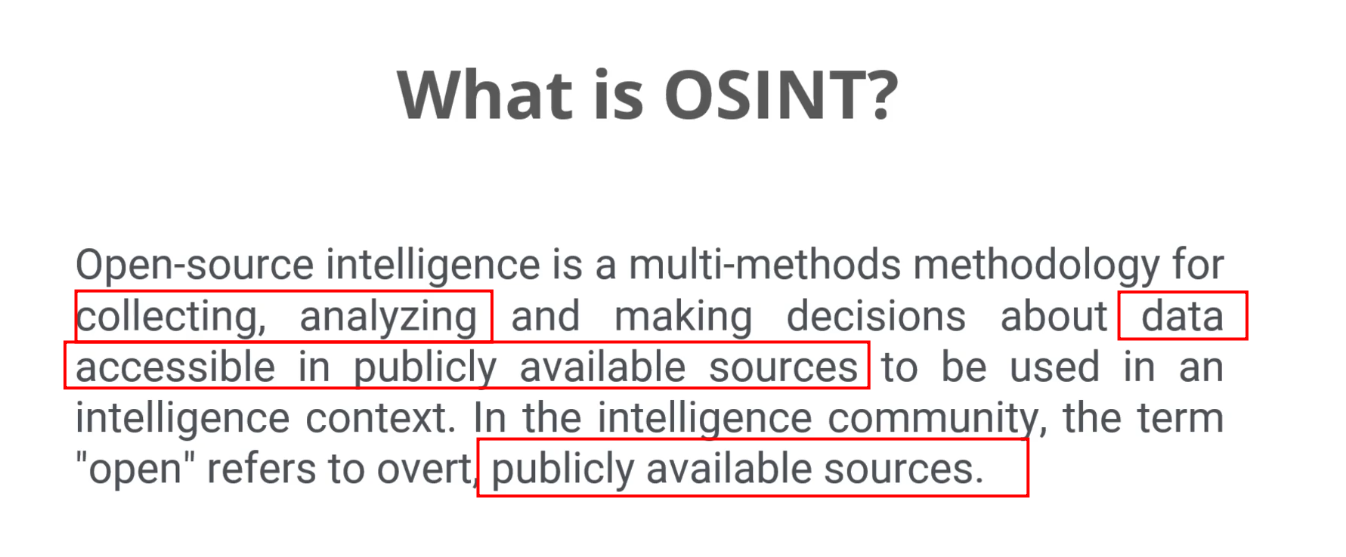 What is OSINT?
Open-source intelligence is a multi-methods methodology for
collecting, analyzing and making decisions about data
accessible in publicly available sources to be used in an
intelligence context. In the intelligence community, the term
"open" refers to overt, publicly available sources.